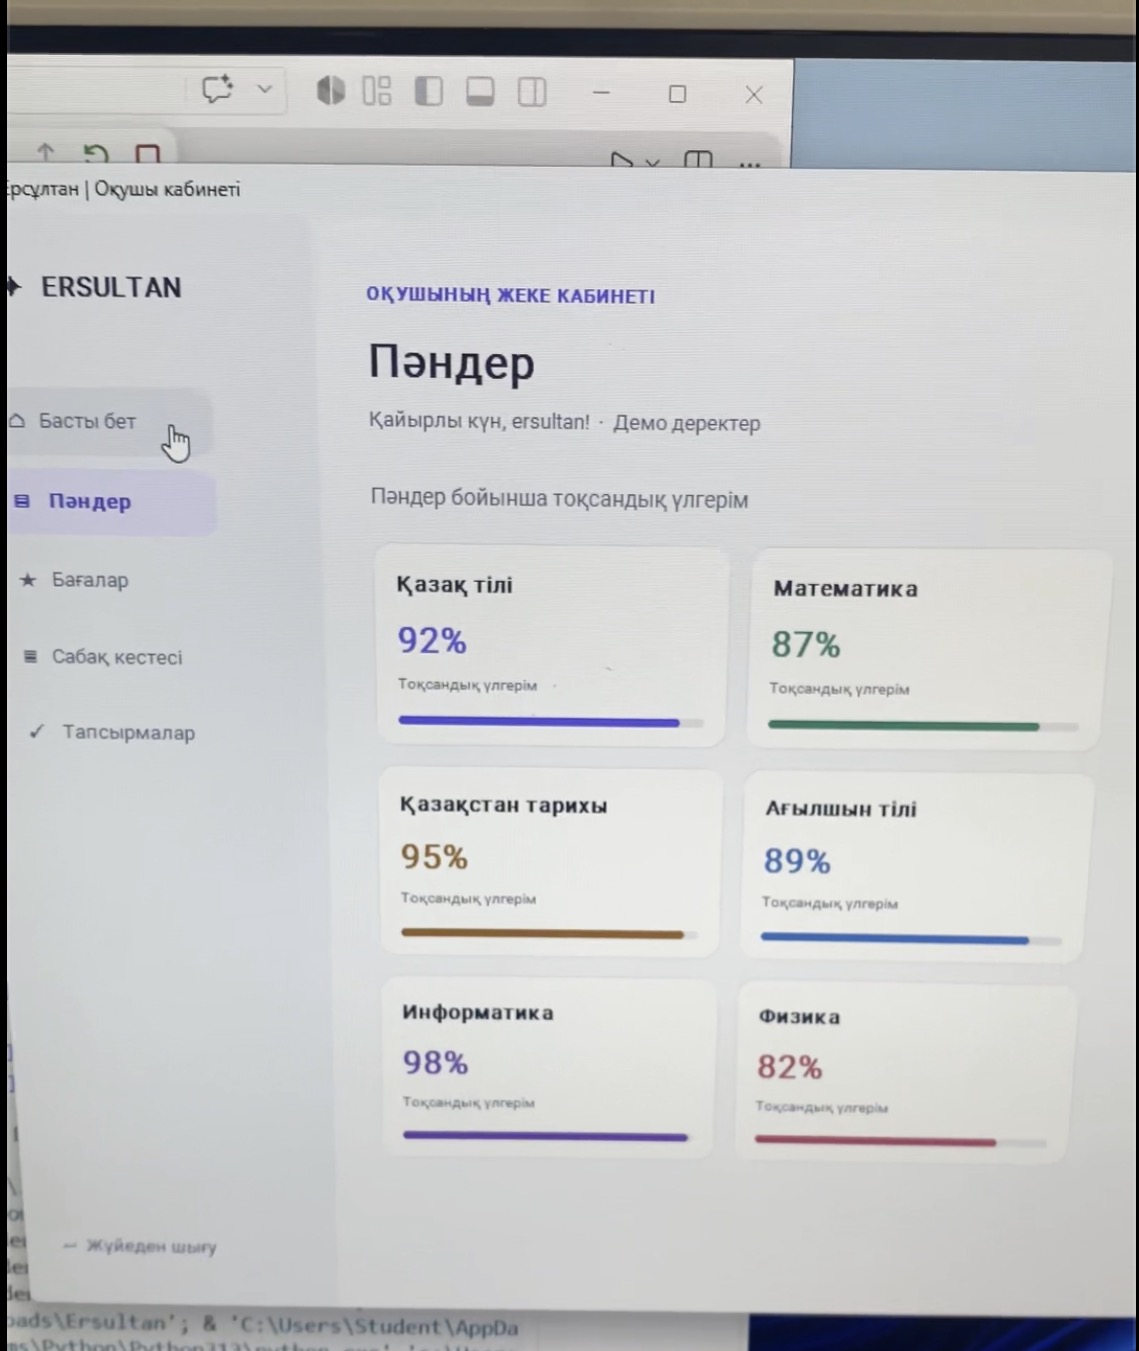 Ерсұлтан | Оқушы кабинеті
ERSULTAN
ОҚУШЫНЫҢ ЖЕКЕ КАБИНЕТІ
Пәндер
Қайырлы күн, ersultan! · Демо деректер
Басты бет
Пәндер
Бағалар
Сабақ кестесі
Тапсырмалар
Пәндер бойынша тоқсандық үлгерім
Қазақ тілі
92%
Тоқсандық үлгерім
Математика
87%
Тоқсандық үлгерім
Қазақстан тарихы
95%
Тоқсандық үлгерім
Ағылшын тілі
89%
Тоқсандық үлгерім
Информатика
98%
Тоқсандық үлгерім
Физика
82%
Тоқсандық үлгерім
Жүйеден шығу
oads\Ersultan'; & 'C:\Users\Student\AppDa